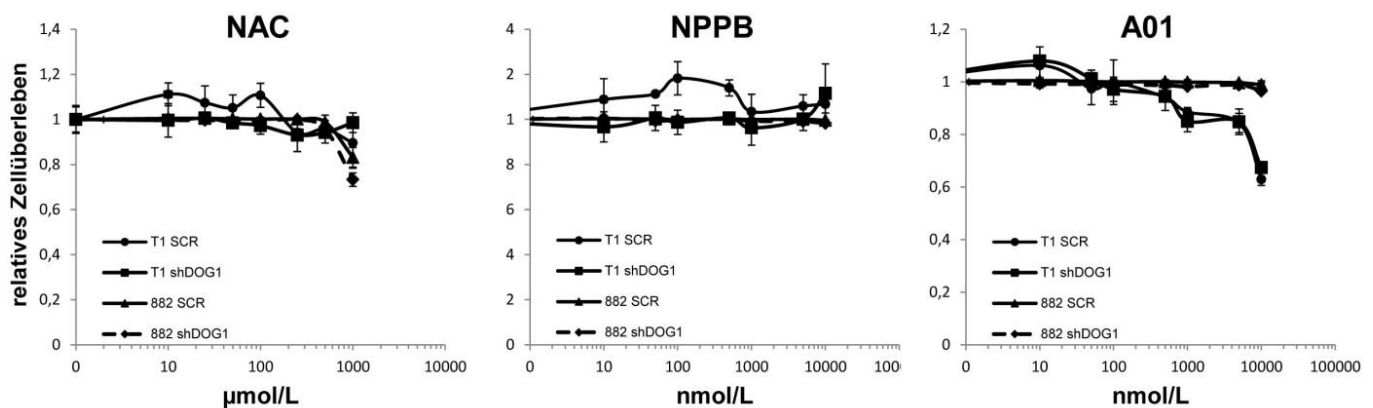 NAC
relatives Zellüberleben
1,4
1,2
1
0,8
0,6
0,4
0,2
0
T1 SCR
T1 shDOG1
882 SCR
882 shDOG1
0 10 100 1000 10000
µmol/L
NPPB
4
2
1
8
6
4
2
0
T1 SCR
T1 shDOG1
882 SCR
882 shDOG1
0 10 100 1000 10000 1000
nmol/L
A01
1,2
1
0,8
0,6
0,4
0,2
0
T1 SCR
T1 shDOG1
882 SCR
882 shDOG1
0 10 100 1000 10000 100000
nmol/L